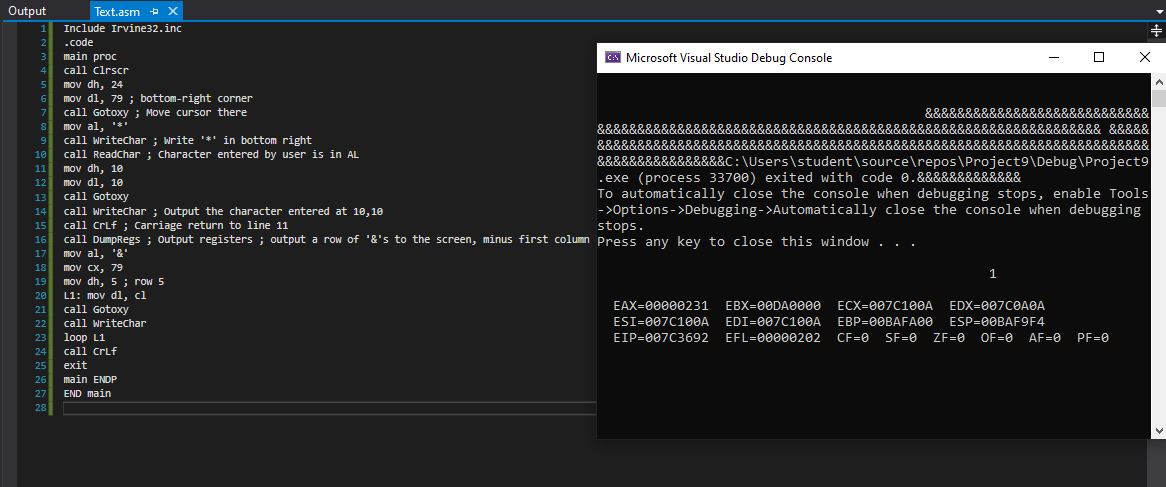 Output
Text.asm
1 Include Irvine32.inc
2 .code
3 main proc
4 call Clrscr
5 mov dh, 24
6 mov dl, 79 ; bottom-right corner
7 call Gotoxy ; Move cursor there
8 mov al, '*'
9 call WriteChar ; Write '*' in bottom right
10 call ReadChar ; Character entered by user is in AL
11 mov dh, 10
12 mov dl, 10
13 call Gotoxy
14 call WriteChar ; Output the character entered at 10,10
15 call CrLf ; Carriage return to line 11
16 call DumpRegs ; Output registers ; output a row of '&'s to the screen, minus first column
17 mov al, '&'
18 mov cx, 79
19 mov dh, 5 ; row 5
20 L1: mov dl, cl
21 call Gotoxy
22 call WriteChar
23 loop L1
24 call CrLf
25 exit
26 main ENDP
27 END main
28
Microsoft Visual Studio Debug Console
&&&&&&&&&&&&&&&&&&&&&&&&&&&&
&&&&&&&&&&&&&&&&&&&&&&&&&&&&&&&&&&&&&&&&&&&&&&&&&&&&&&&&&&&&&&& &&&&&
&&&&&&&&&&&&&&&&&&&&&&&&&&&&&&&&&&&&&&&&&&&&&&&&&&&&&&&&&&&&&&&&&&&&&
&&&&&&&&&&&&&&&&C:\Users\student\source\repos\Project9\Debug\Project9
.exe (process 33700) exited with code 0.&&&&&&&&&&&&&
To automatically close the console when debugging stops, enable Tools
->Options->Debugging->Automatically close the console when debugging
stops.
Press any key to close this window . . .
1
EAX=00000231 EBX=00DA0000 ECX=007C100A EDX=007C0A0A
ESI=007C100A EDI=007C100A EBP=00BAFA00 ESP=00BAF9F4
EIP=007C3692 EFL=00000202 CF=0 SF=0 ZF=0 OF=0 AF=0 PF=0